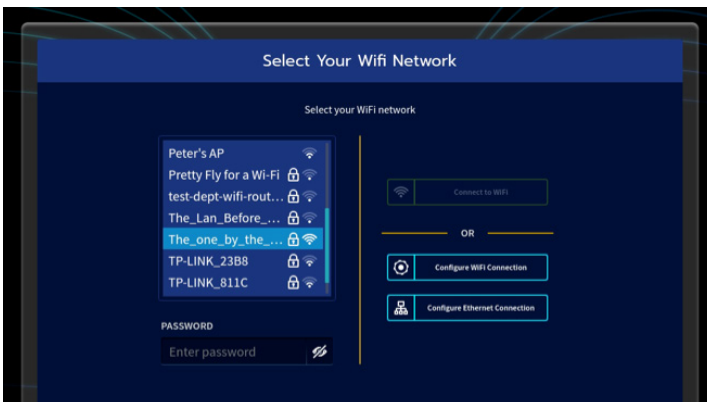 Select Your Wifi Network
Select your WiFi network
Peter's AP
Pretty Fly for a Wi-Fi
test-dept-wifi-rout...
The_Lan_Before_...
The_one_by_the_...
TP-LINK_23B8
TP-LINK_811C
PASSWORD
Enter password
Connect to WiFi
OR
Configure WiFi Connection
Configure Ethernet Connection